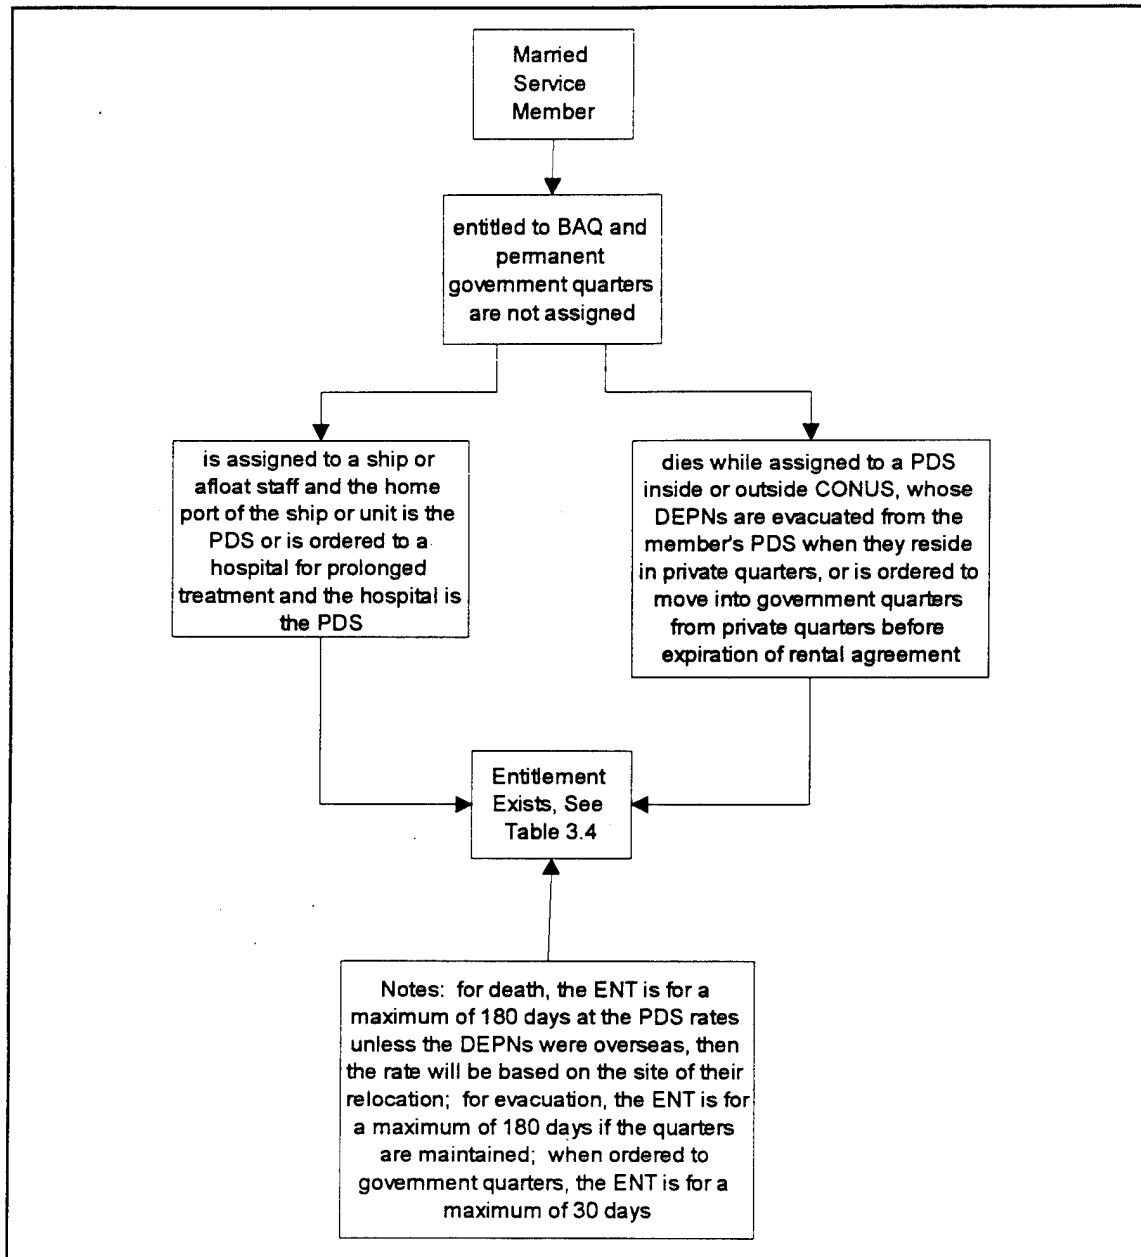 Married
Service
Member
entitled to BAQ and
permanent
government quarters
are not assigned
is assigned to a ship or
afloat staff and the home
port of the ship or unit is the
PDS or is ordered to a
hospital for prolonged
treatment and the hospital is
the PDS
dies while assigned to a PDS
inside or outside CONUS, whose
DEPNs are evacuated from the
member's PDS when they reside
in private quarters, or is ordered to
move into government quarters
from private quarters before
expiration of rental agreement
Entitlement
Exists, See
Table 3.4
Notes: for death, the ENT is for a
maximum of 180 days at the PDS rates
unless the DEPNs were overseas, then
the rate will be based on the site of their
relocation; for evacuation, the ENT is for
a maximum of 180 days if the quarters
are maintained; when ordered to
government quarters, the ENT is for a
maximum of 30 days